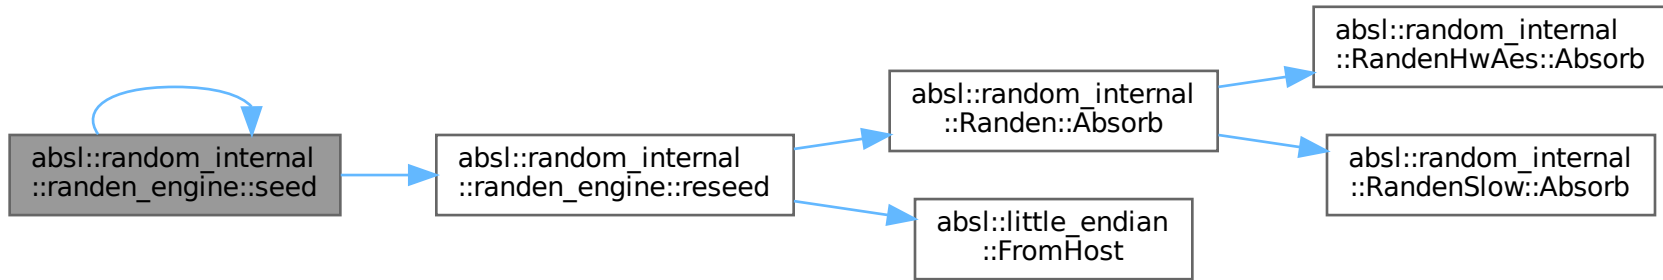 absl::random_internal
::randen_engine::seed
absl::random_internal
::randen_engine::reseed
absl::random_internal
::Randen::Absorb
absl::random_internal
::RandenHwAes::Absorb
absl::random_internal
::RandenSlow::Absorb
absl::little_endian
::FromHost